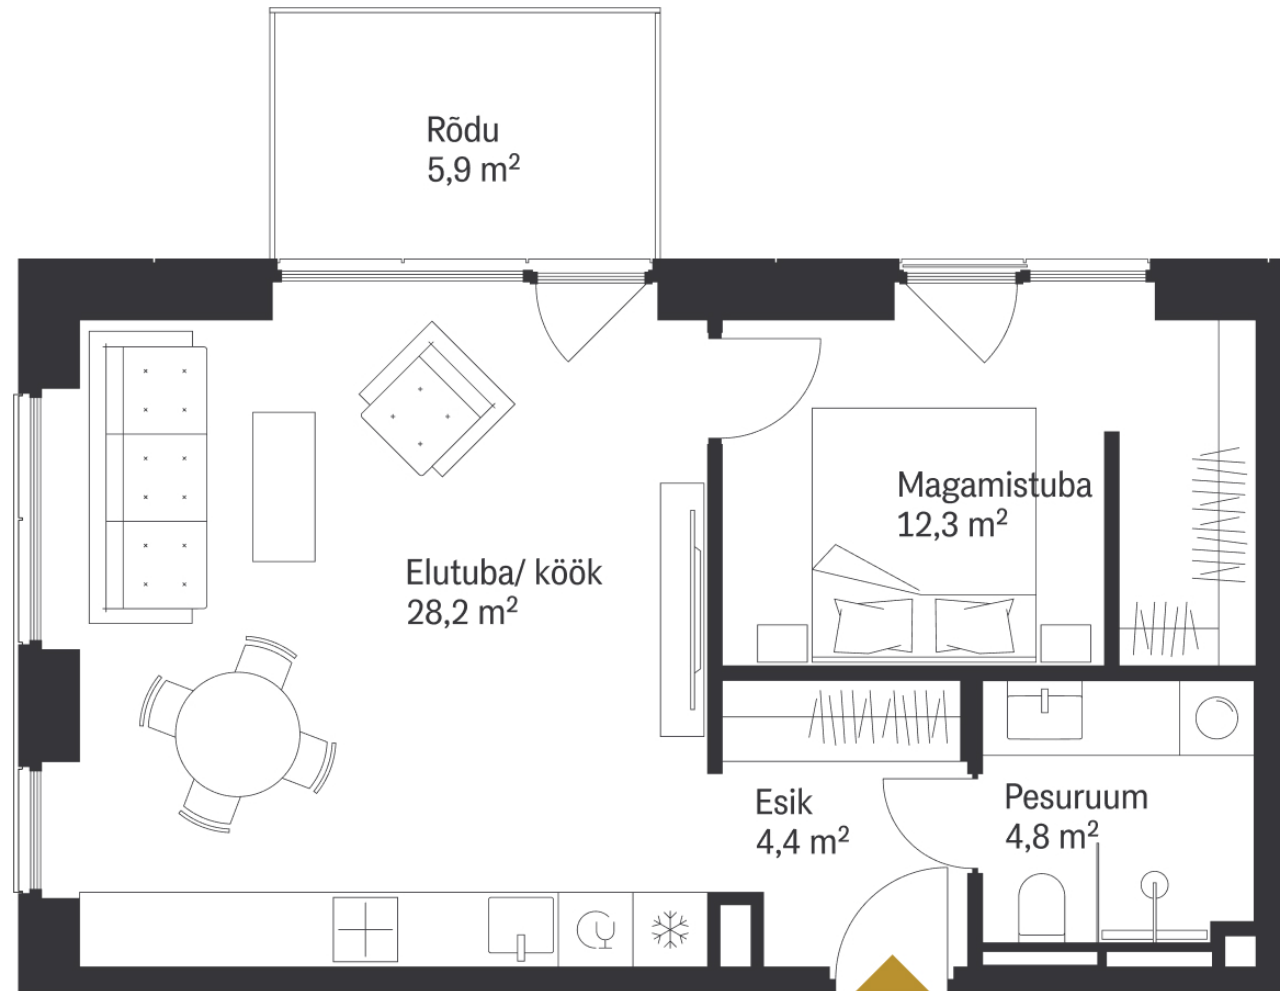 Rõdu
5,9 m²
Magamistuba
12,3 m²
Elutuba/ köök
28,2 m²
Esik
4,4 m²
Pesuruum
4,8 m²